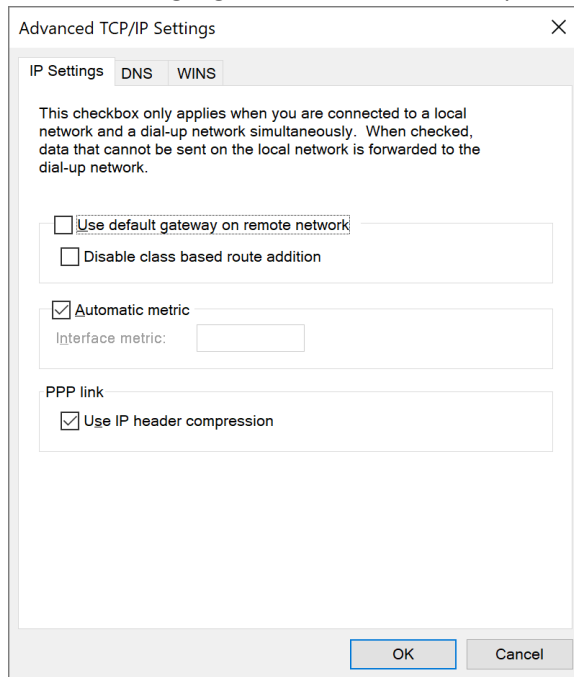 Advanced TCP/IP Settings
IP Settings DNS WINS
This checkbox only applies when you are connected to a local
network and a dial-up network simultaneously. When checked,
data that cannot be sent on the local network is forwarded to the
dial-up network.
Use default gateway on remote network
Disable class based route addition
Automatic metric
Interface metric:
PPP link
Use IP header compression
OK Cancel